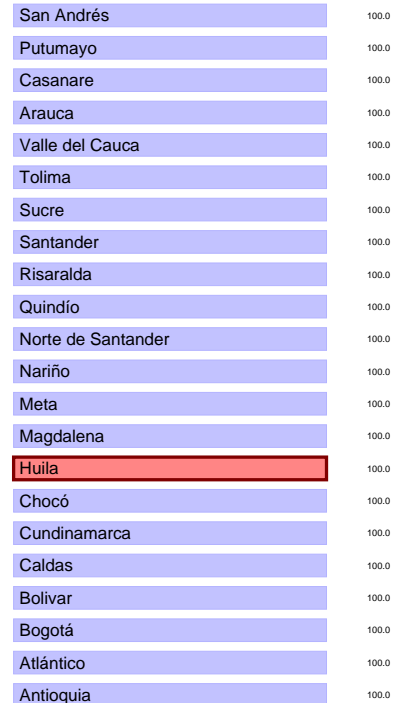 San Andrés 100.0
Putumayo 100.0
Casanare 100.0
Arauca 100.0
Valle del Cauca 100.0
Tolima 100.0
Sucre 100.0
Santander 100.0
Risaralda 100.0
Quindío 100.0
Norte de Santander 100.0
Nariño 100.0
Meta 100.0
Magdalena 100.0
Huila 100.0
Chocó 100.0
Cundinamarca 100.0
Caldas 100.0
Bolivar 100.0
Bogotá 100.0
Atlántico 100.0
Antioquia 100.0